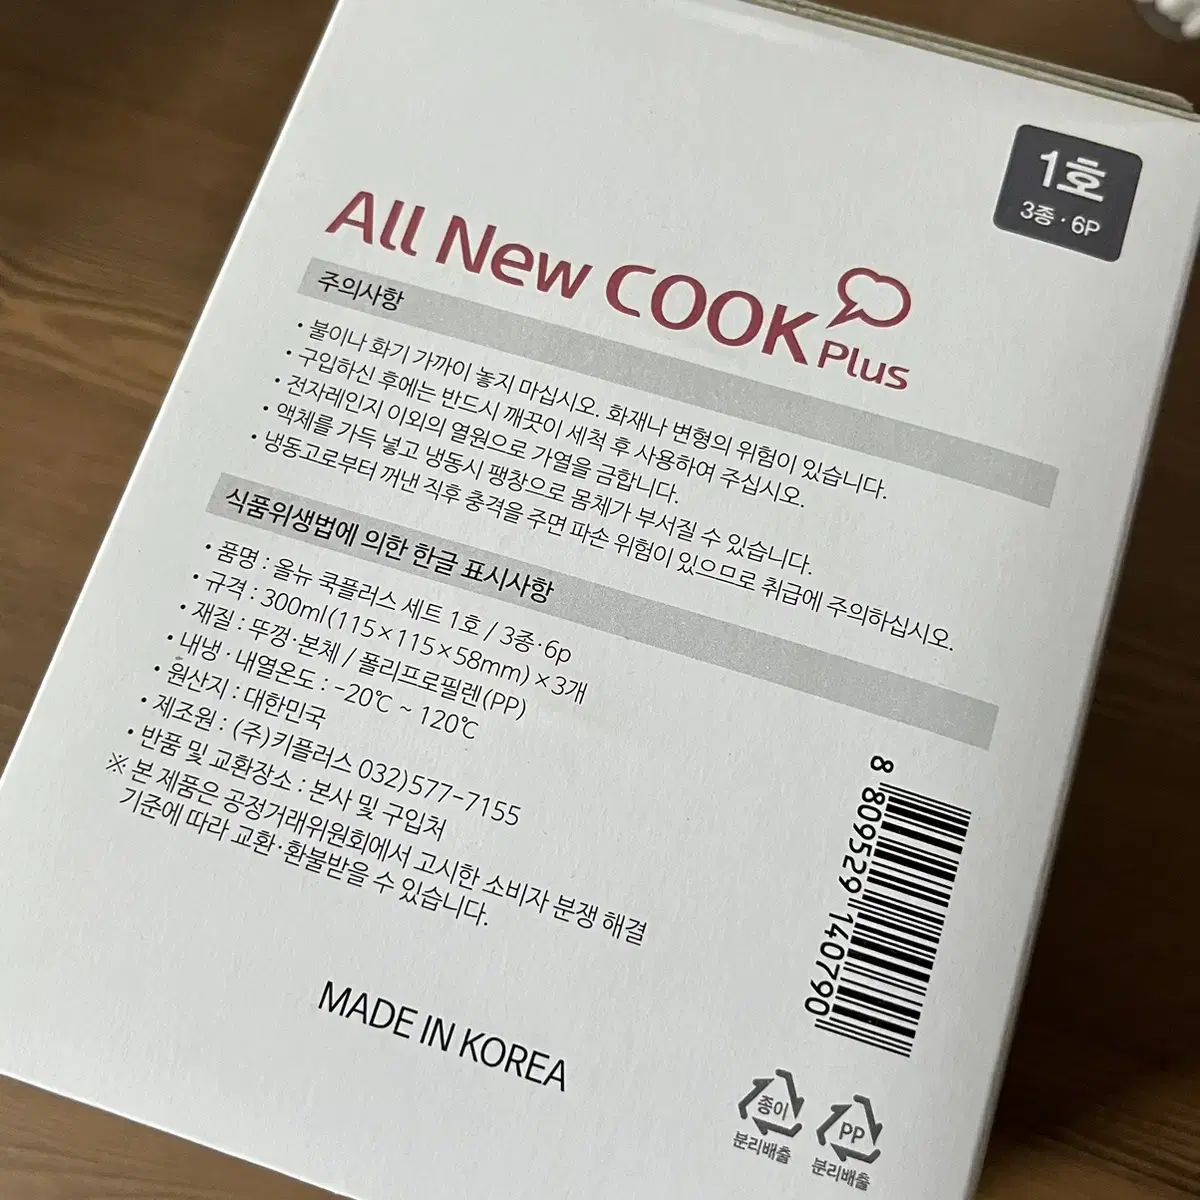 1호
3종 · 6P
All New COOK Plus
주의사항
• 불이나 화기 가까이 놓지 마십시오. 화재나 변형의 위험이 있습니다.
• 구입하신 후에는 반드시 깨끗이 세척 후 사용하여 주십시오.
• 전자레인지 이외의 열원으로 가열을 금합니다.
• 액체를 가득 넣고 냉동시 팽창으로 몸체가 부서질 수 있습니다.
• 냉동고로부터 꺼낸 직후 충격을 주면 파손 위험이 있으므로 취급에 주의하십시오.
식품위생법에 의한 한글 표시사항
• 품명 : 올뉴 쿡플러스 세트 1호 / 3종·6p
• 규격 : 300ml(115×115×58mm)×3개
• 재질 : 뚜껑·본체 / 폴리프로필렌(PP)
• 내냉 · 내열온도 : -20℃ ~ 120℃
• 원산지 : 대한민국
• 제조원 : (주)키플러스 032)577-7155
• 반품 및 교환장소 : 본사 및 구입처
※ 본 제품은 공정거래위원회에서 고시한 소비자 분쟁 해결
기준에 따라 교환·환불받을 수 있습니다.
MADE IN KOREA
8 809529 140790
종이
분리배출
PP
분리배출